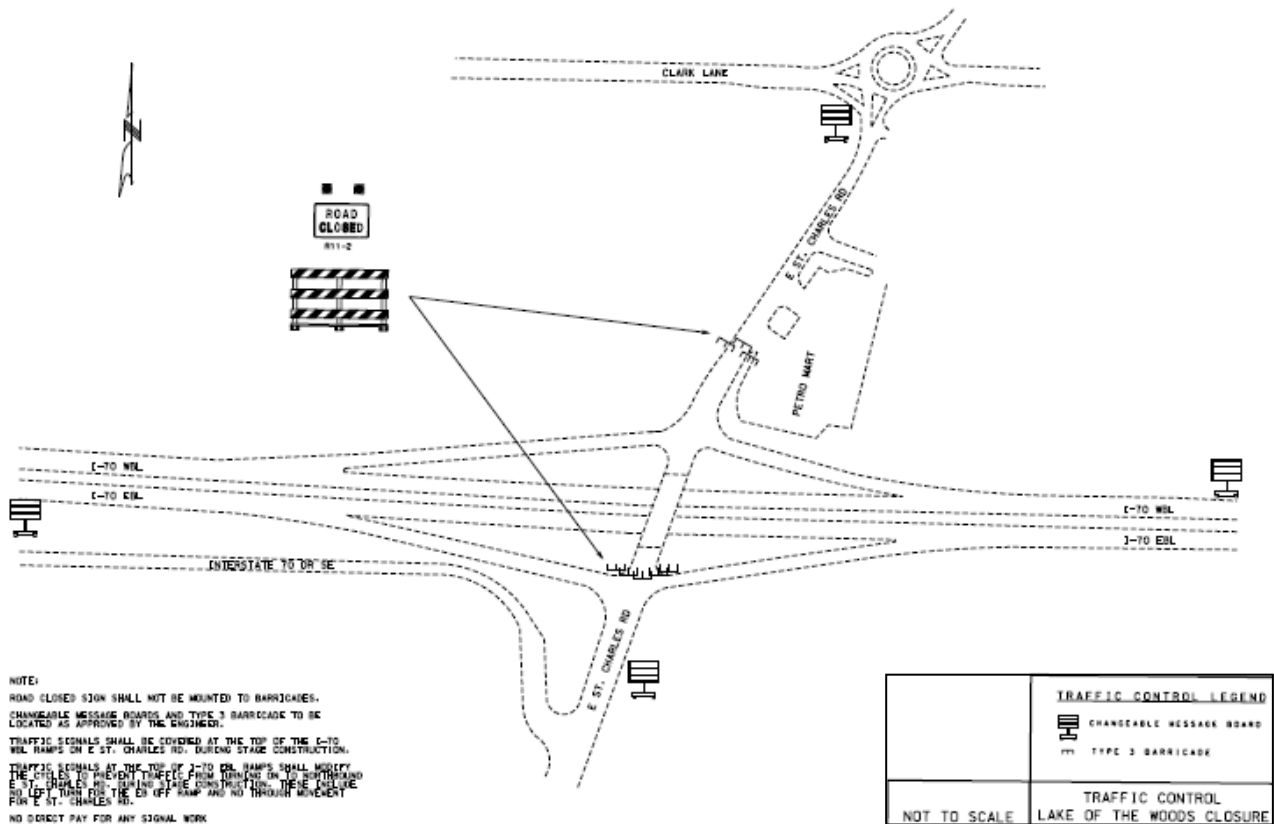 CLARK LANE
N
ROAD
CLOSED
R11-2
E ST. CHARLES RD
PETRO MART
I-70 WBL
I-70 EBL
I-70 WBL
I-70 EBL
INTERSTATE 70 DR SE
E ST. CHARLES RD
NOTE:
ROAD CLOSED SIGN SHALL NOT BE MOUNTED TO BARRICADES.
CHANGEABLE MESSAGE BOARDS AND TYPE 3 BARRICADE TO BE
LOCATED AS APPROVED BY THE ENGINEER.
TRAFFIC SIGNALS SHALL BE COVERED AT THE TOP OF THE I-70
WBL RAMPS ON E ST. CHARLES RD. DURING STAGE CONSTRUCTION.
TRAFFIC SIGNALS AT THE TOP OF I-70 EBL RAMPS SHALL MODIFY
THE CYCLES TO PREVENT TRAFFIC FROM TURNING ON TO NORTHBOUND
E ST. CHARLES RD. DURING STAGE CONSTRUCTION. THESE INCLUDE
NO LEFT TURN FOR THE EB OFF RAMP AND NO THROUGH MOVEMENT
FOR E ST. CHARLES RD.
NO DIRECT PAY FOR ANY SIGNAL WORK
TRAFFIC CONTROL LEGEND
CHANGEABLE MESSAGE BOARD
TYPE 3 BARRICADE
NOT TO SCALE
TRAFFIC CONTROL
LAKE OF THE WOODS CLOSURE